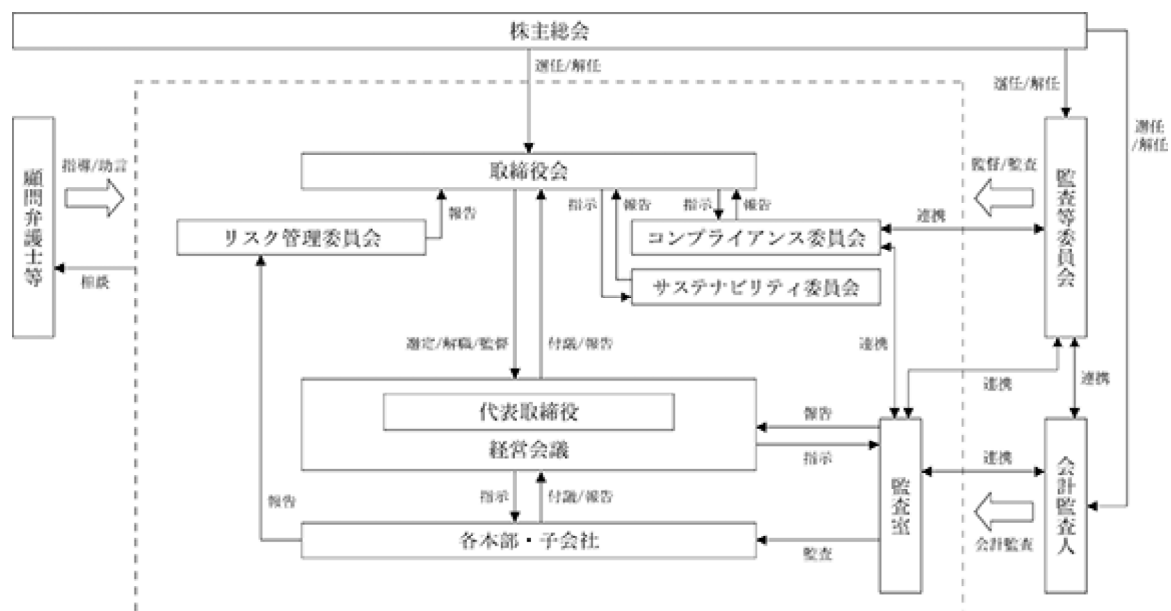 株主総会
選任/解任
選任/解任
選任
/解任
顧問弁護士等
指導/助言
相談
取締役会
監督/監査
監査等委員会
報告
指示
報告
指示
報告
連携
リスク管理委員会
コンプライアンス委員会
サステナビリティ委員会
選定/解職/監督
付議/報告
連携
連携
連携
代表取締役
経営会議
報告
指示
監査室
連携
会計監査人
会計監査
報告
指示
付議/報告
各本部・子会社
監査